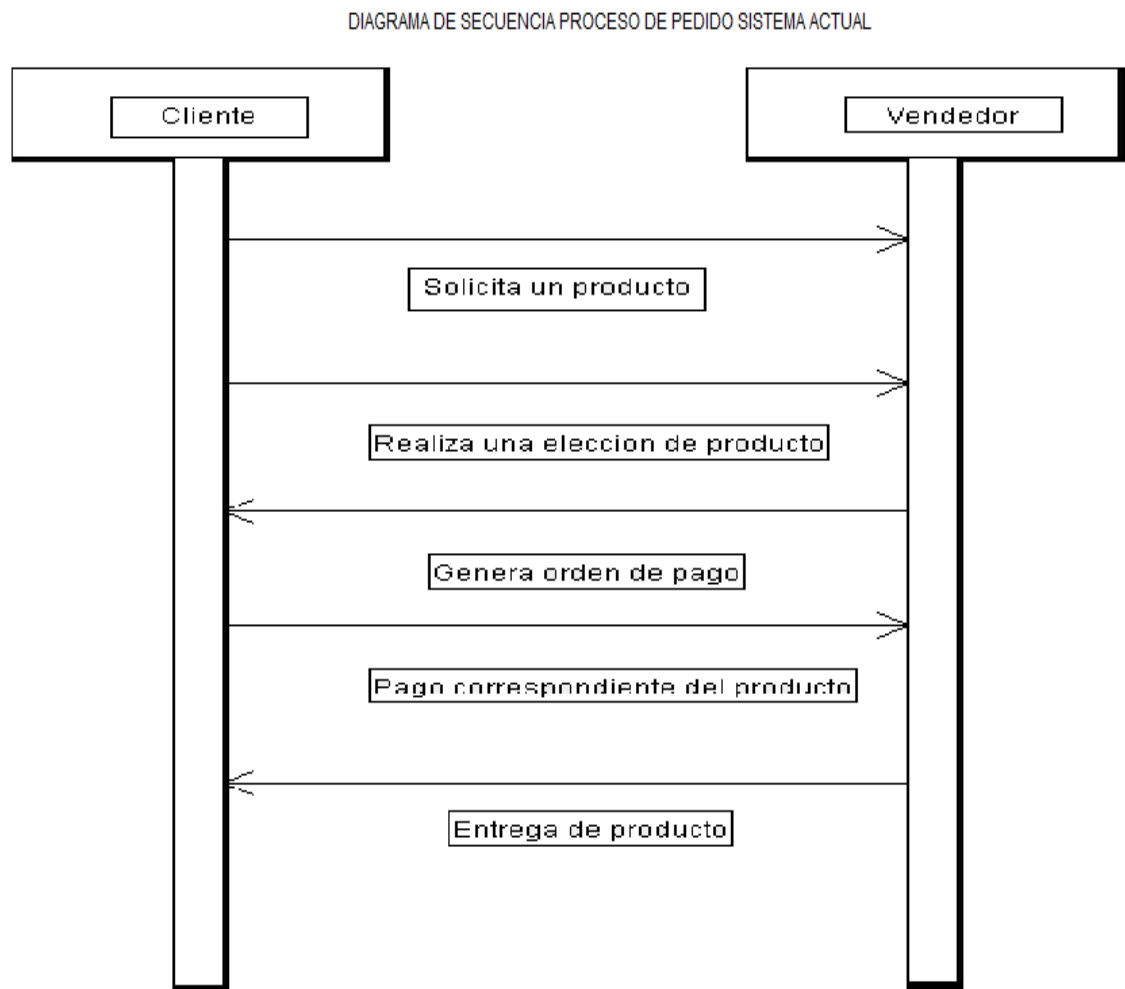 DIAGRAMA DE SECUENCIA PROCESO DE PEDIDO SISTEMA ACTUAL
Cliente
Vendedor
Solicita un producto
Realiza una eleccion de producto
Genera orden de pago
Pago correspondiente del producto
Entrega de producto